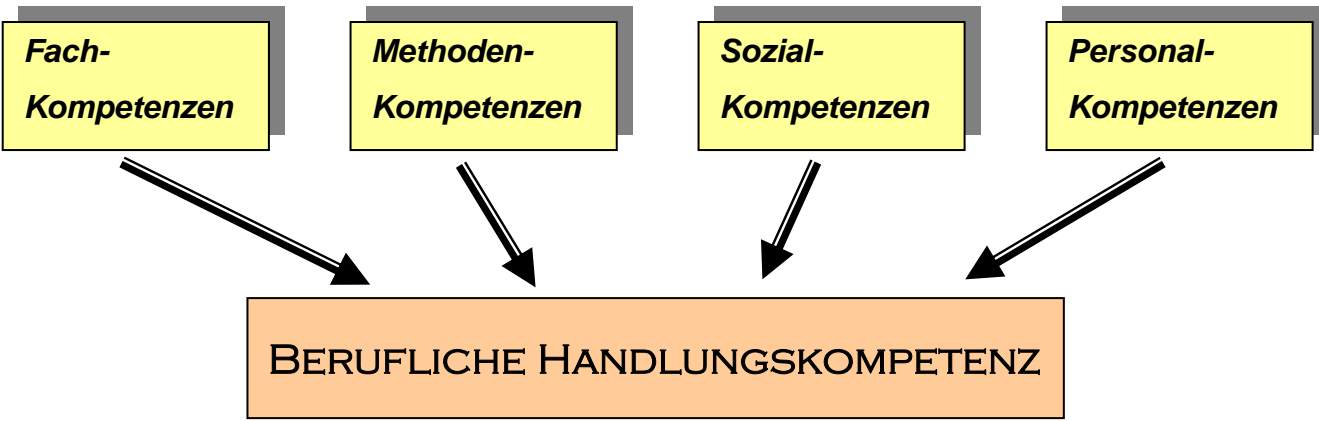 Fach-
Kompetenzen
Methoden-
Kompetenzen
Sozial-
Kompetenzen
Personal-
Kompetenzen
BERUFLICHE HANDLUNGSKOMPETENZ